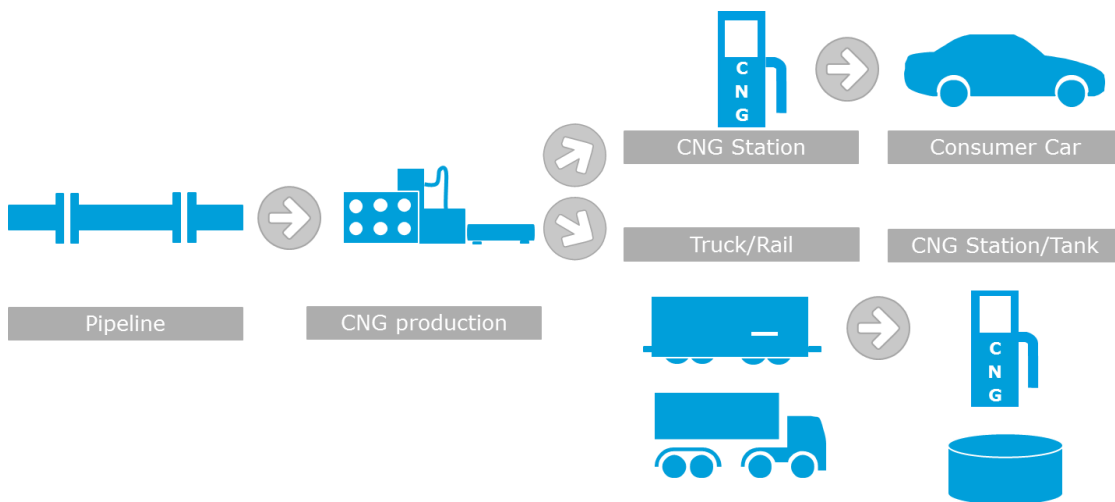 C
N
G
CNG Station
Consumer Car
Truck/Rail
CNG Station/Tank
Pipeline
CNG production
C
N
G